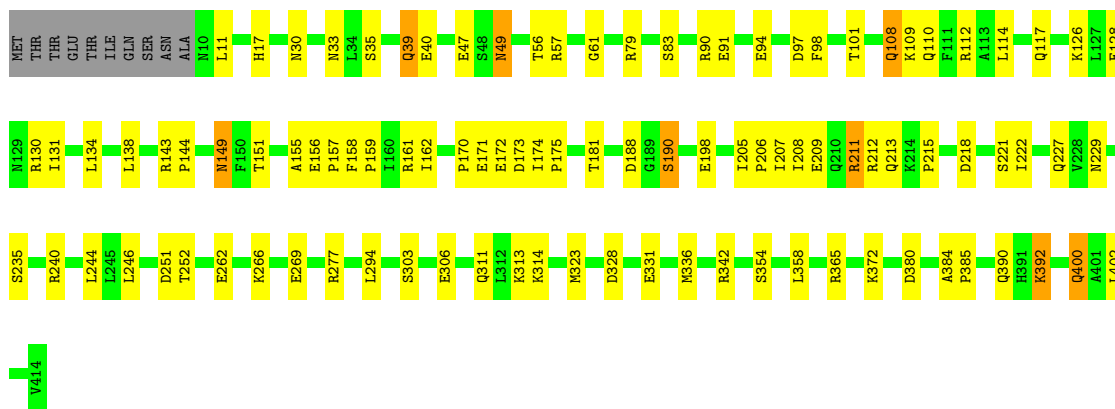 MET THR THR GLU THR ILE GLN SER ASN ALA N10 L11 H17 N30 N33 L34 S35 Q39 E40 E47 S48 N49 T56 R57 G61 R79 S83 R90 E91 E94 D97 F98 T101 Q108 K109 Q110 F111 R112 A113 L114 Q117 K126 L127
N129 R130 I131 L134 L138 R143 P144 N149 F150 T151 A155 E156 P157 F158 P159 I160 R161 I162 P170 E171 E172 D173 I174 P175 T181 D188 G189 S190 E198 I205 P206 I207 I208 E209 Q210 R211 R212 Q213 K214 P215 D218 S221 I222 Q227 V228 N229
S235 R240 L244 L245 L246 D251 T252 E262 K266 E269 R277 L294 S303 E306 Q311 L312 K313 K314 M323 D328 E331 M336 R342 S354 L358 R365 K372 D380 A384 P385 Q390 H391 K392 Q400 A401
V414